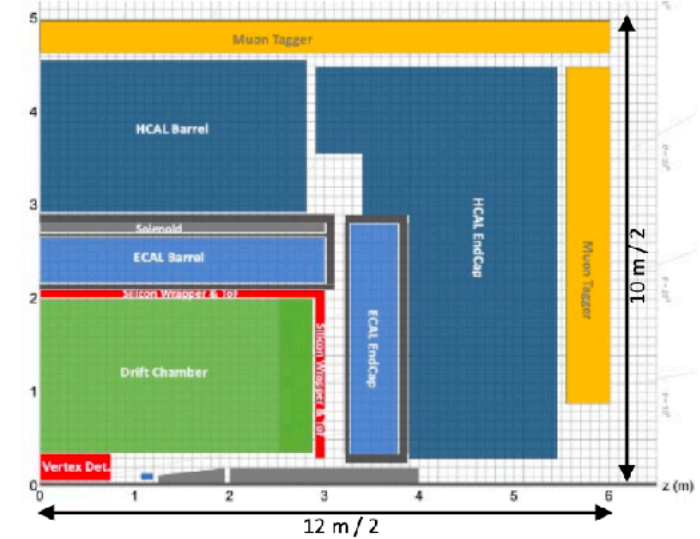 5
Muon Tagger
4
HCAL Barrel
3
Solenoid
HCAL EndCap
ECAL Barrel
Muon Tagger
10 m / 2
2
Silicon Wrapper & ToF
ECAL EndCap
Silicon Wrapper & ToF
Drift Chamber
1
Vertex Det.
0
z (m)
0 1 2 3 4 5 6
12 m / 2